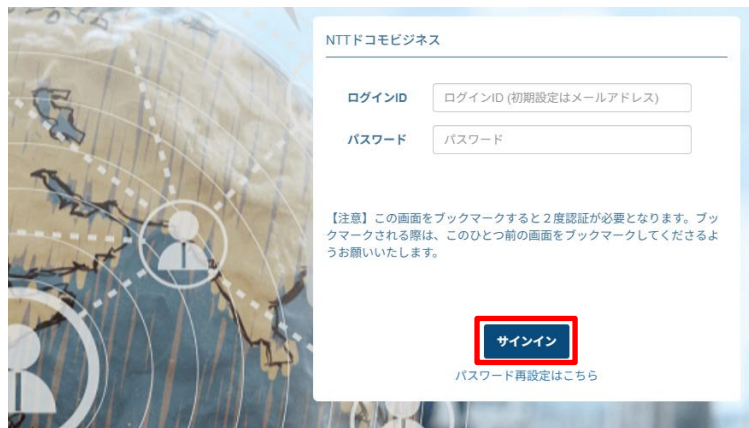 NTTドコモビジネス
ログインID
ログインID (初期設定はメールアドレス)
パスワード
パスワード
【注意】この画面をブックマークすると２度認証が必要となります。ブッ
クマークされる際は、このひとつ前の画面をブックマークしてくださるよ
うお願いいたします。
サインイン
パスワード再設定はこちら